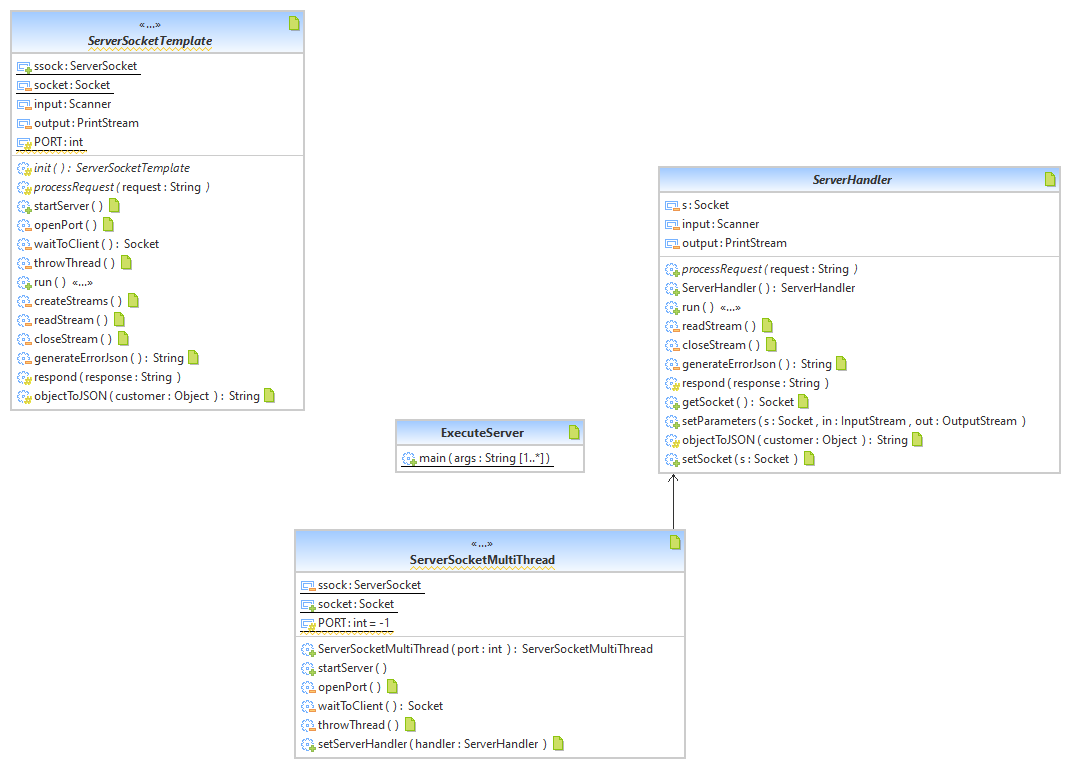 «...»
ServerSocketTemplate
ssock : ServerSocket
socket : Socket
input : Scanner
output : PrintStream
PORT : int
init ( ) : ServerSocketTemplate
processRequest ( request : String )
startServer ( )
openPort ( )
waitToClient ( ) : Socket
throwThread ( )
run ( ) «...»
createStreams ( )
readStream ( )
closeStream ( )
generateErrorJson ( ) : String
respond ( response : String )
objectToJSON ( customer : Object ) : String
ServerHandler
s : Socket
input : Scanner
output : PrintStream
processRequest ( request : String )
ServerHandler ( ) : ServerHandler
run ( ) «...»
readStream ( )
closeStream ( )
generateErrorJson ( ) : String
respond ( response : String )
getSocket ( ) : Socket
setParameters ( s : Socket , in : InputStream , out : OutputStream )
objectToJSON ( customer : Object ) : String
setSocket ( s : Socket )
ExecuteServer
main ( args : String [1..*] )
«...»
ServerSocketMultiThread
ssock : ServerSocket
socket : Socket
PORT : int = -1
ServerSocketMultiThread ( port : int ) : ServerSocketMultiThread
startServer ( )
openPort ( )
waitToClient ( ) : Socket
throwThread ( )
setServerHandler ( handler : ServerHandler )